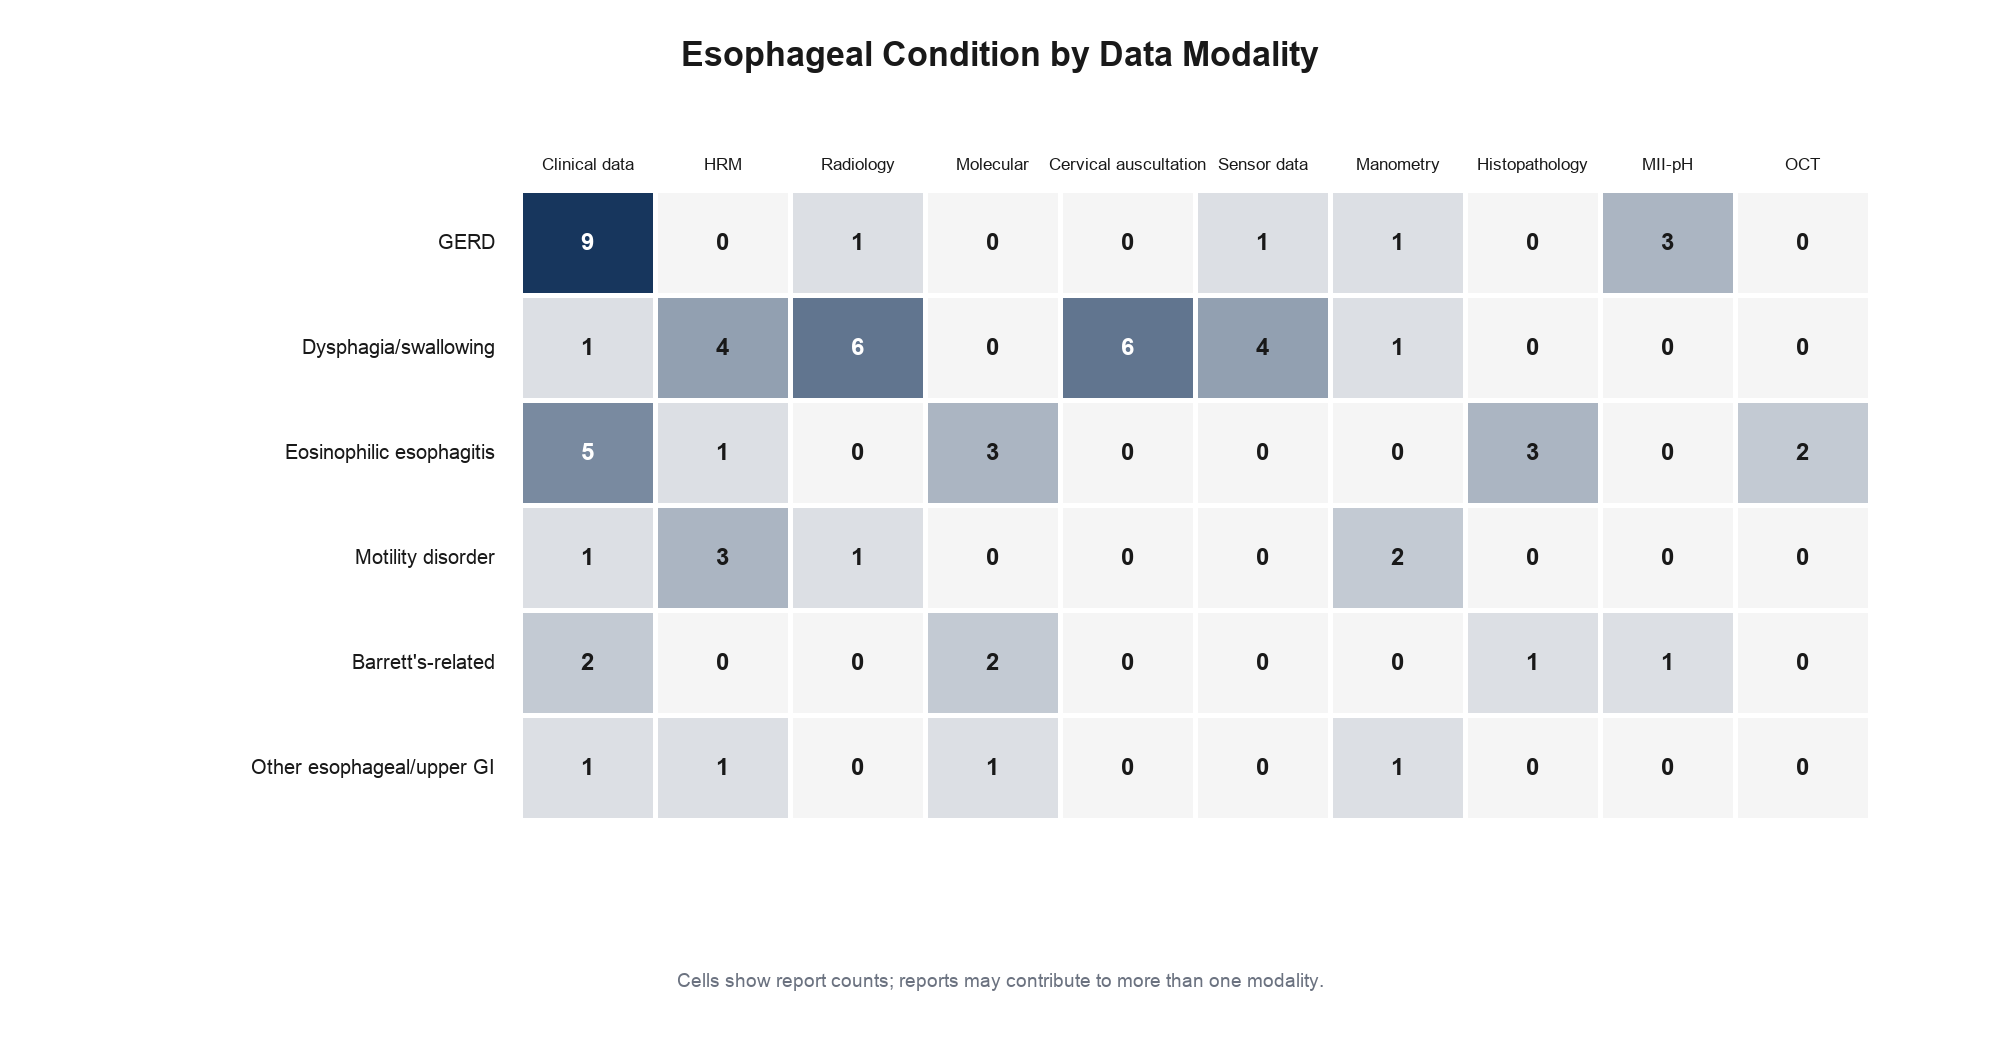 Esophageal Condition by Data Modality
Clinical data HRM Radiology Molecular Cervical auscultation Sensor data Manometry Histopathology MII-pH OCT
GERD 9 0 1 0 0 1 1 0 3 0
Dysphagia/swallowing 1 4 6 0 6 4 1 0 0 0
Eosinophilic esophagitis 5 1 0 3 0 0 0 3 0 2
Motility disorder 1 3 1 0 0 0 2 0 0 0
Barrett's-related 2 0 0 2 0 0 0 1 1 0
Other esophageal/upper GI 1 1 0 1 0 0 1 0 0 0
Cells show report counts; reports may contribute to more than one modality.